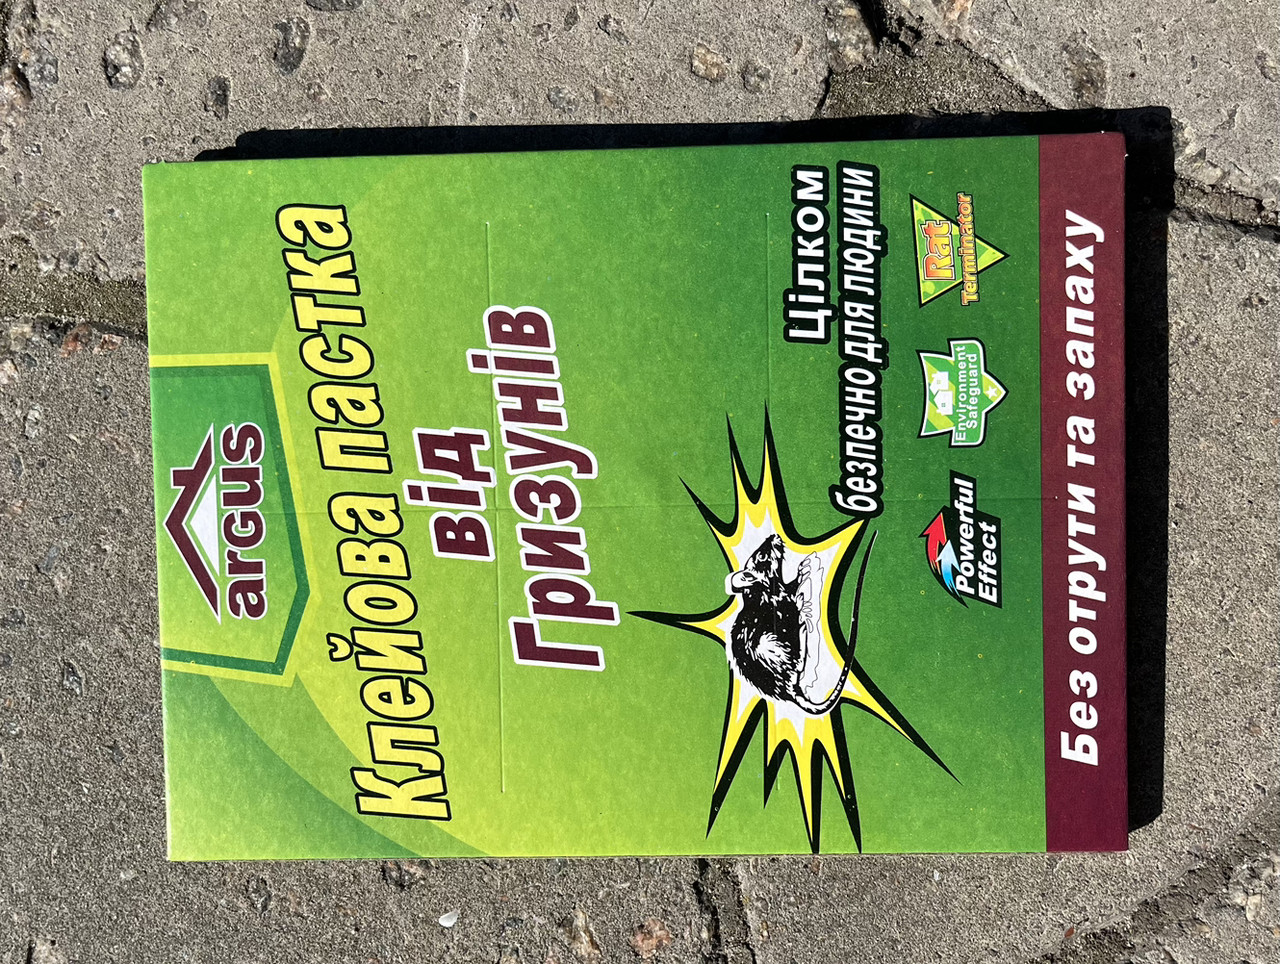 arGus
Клейова пастка
від
Гризунів
Цілком
безпечно для людини
Powerful
Effect
Environment
Safeguard
Rat
Terminator
Без отрути та запаху